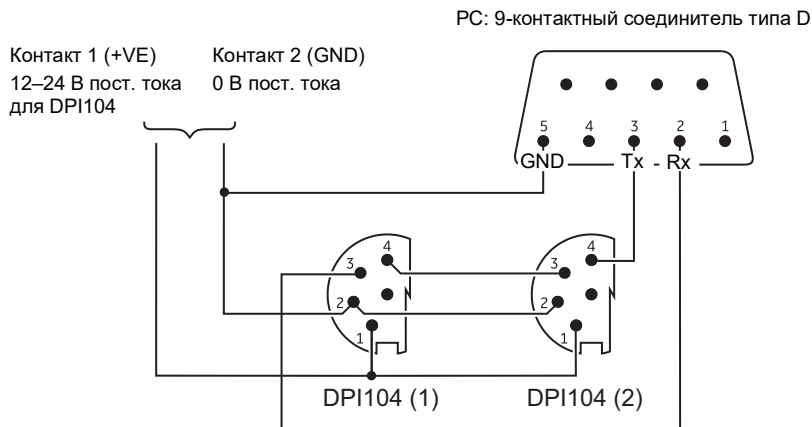 PC: 9-контактный соединитель типа D
Контакт 1 (+VE)
12–24 В пост. тока
для DPI104
Контакт 2 (GND)
0 В пост. тока
5 4 3 2 1
GND Tx Rx
4
3
2
1
4
3
2
1
DPI104 (1)
DPI104 (2)